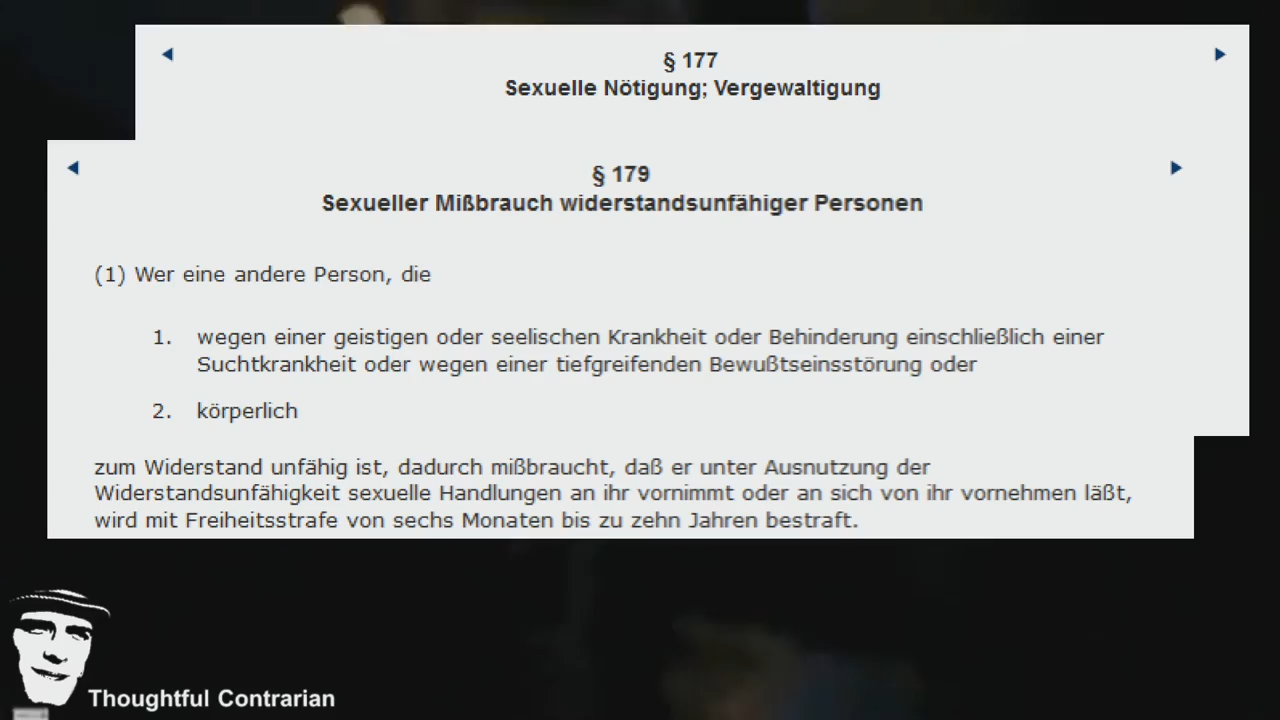 § 177
Sexuelle Nötigung; Vergewaltigung
§ 179
Sexueller Mißbrauch widerstandsunfähiger Personen
(1) Wer eine andere Person, die
1. wegen einer geistigen oder seelischen Krankheit oder Behinderung einschließlich einer
Suchtkrankheit oder wegen einer tiefgreifenden Bewußtseinsstörung oder
2. körperlich
zum Widerstand unfähig ist, dadurch mißbraucht, daß er unter Ausnutzung der
Widerstandsunfähigkeit sexuelle Handlungen an ihr vornimmt oder an sich von ihr vornehmen läßt,
wird mit Freiheitsstrafe von sechs Monaten bis zu zehn Jahren bestraft.
Thoughtful Contrarian